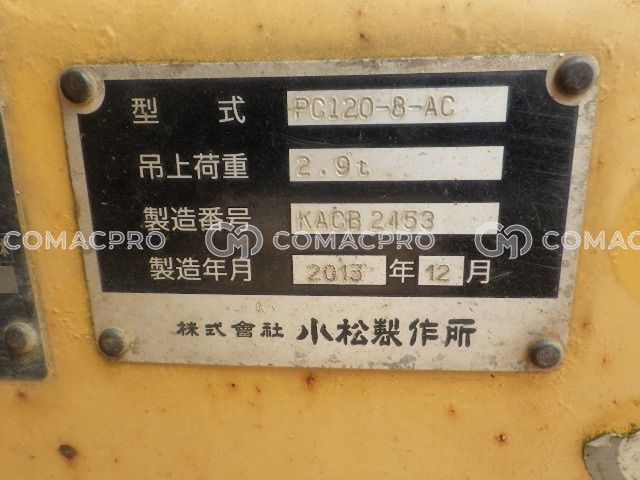 型 式 PC120-8-AC
吊上荷重 2.9t
製造番号 KACB 2453
COMACPRO COMACPRO COMACPRO
製造年月 2013 年 12 月
株式會社 小松製作所